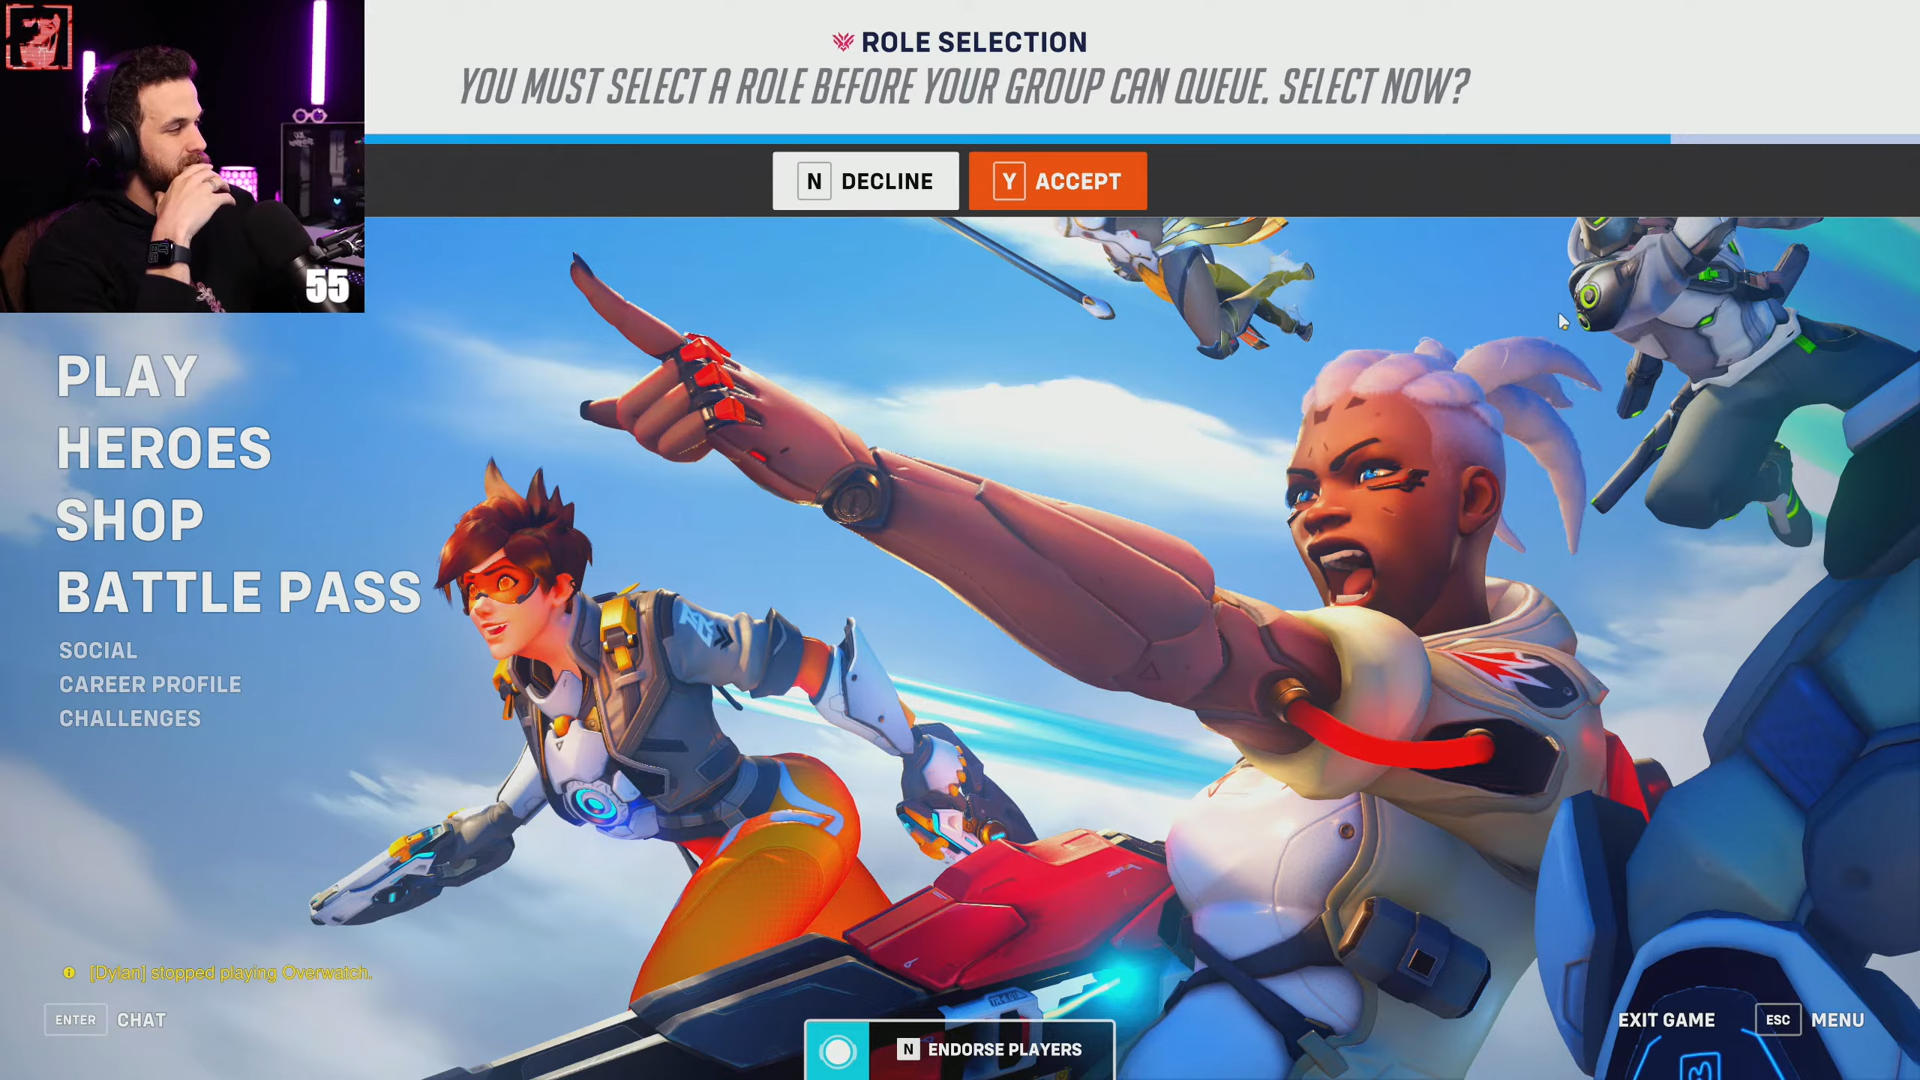 ROLE SELECTION
YOU MUST SELECT A ROLE BEFORE YOUR GROUP CAN QUEUE. SELECT NOW?
N DECLINE
Y ACCEPT
55
PLAY
HEROES
SHOP
BATTLE PASS
SOCIAL
CAREER PROFILE
CHALLENGES
[Dylan] stopped playing Overwatch.
ENTER CHAT
N ENDORSE PLAYERS
EXIT GAME
ESC MENU